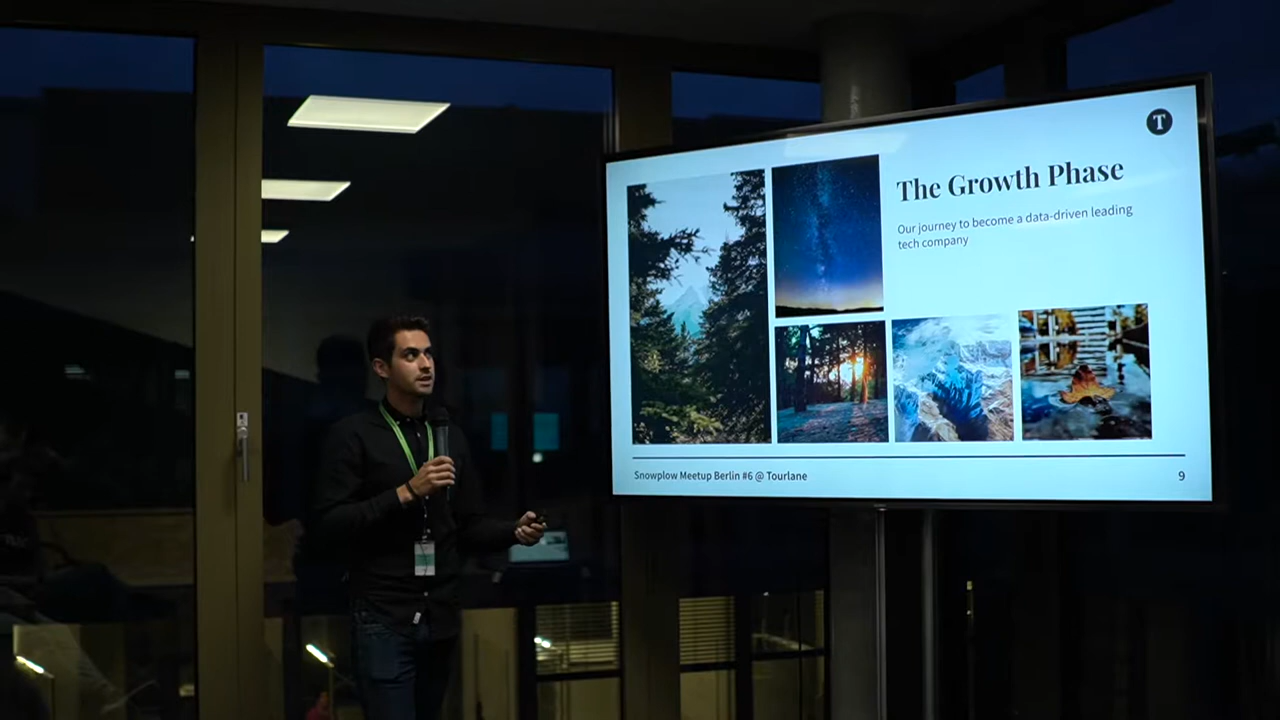 T
The Growth Phase
Our journey to become a data-driven leading
tech company
Snowplow Meetup Berlin #6 @ Tourlane
9